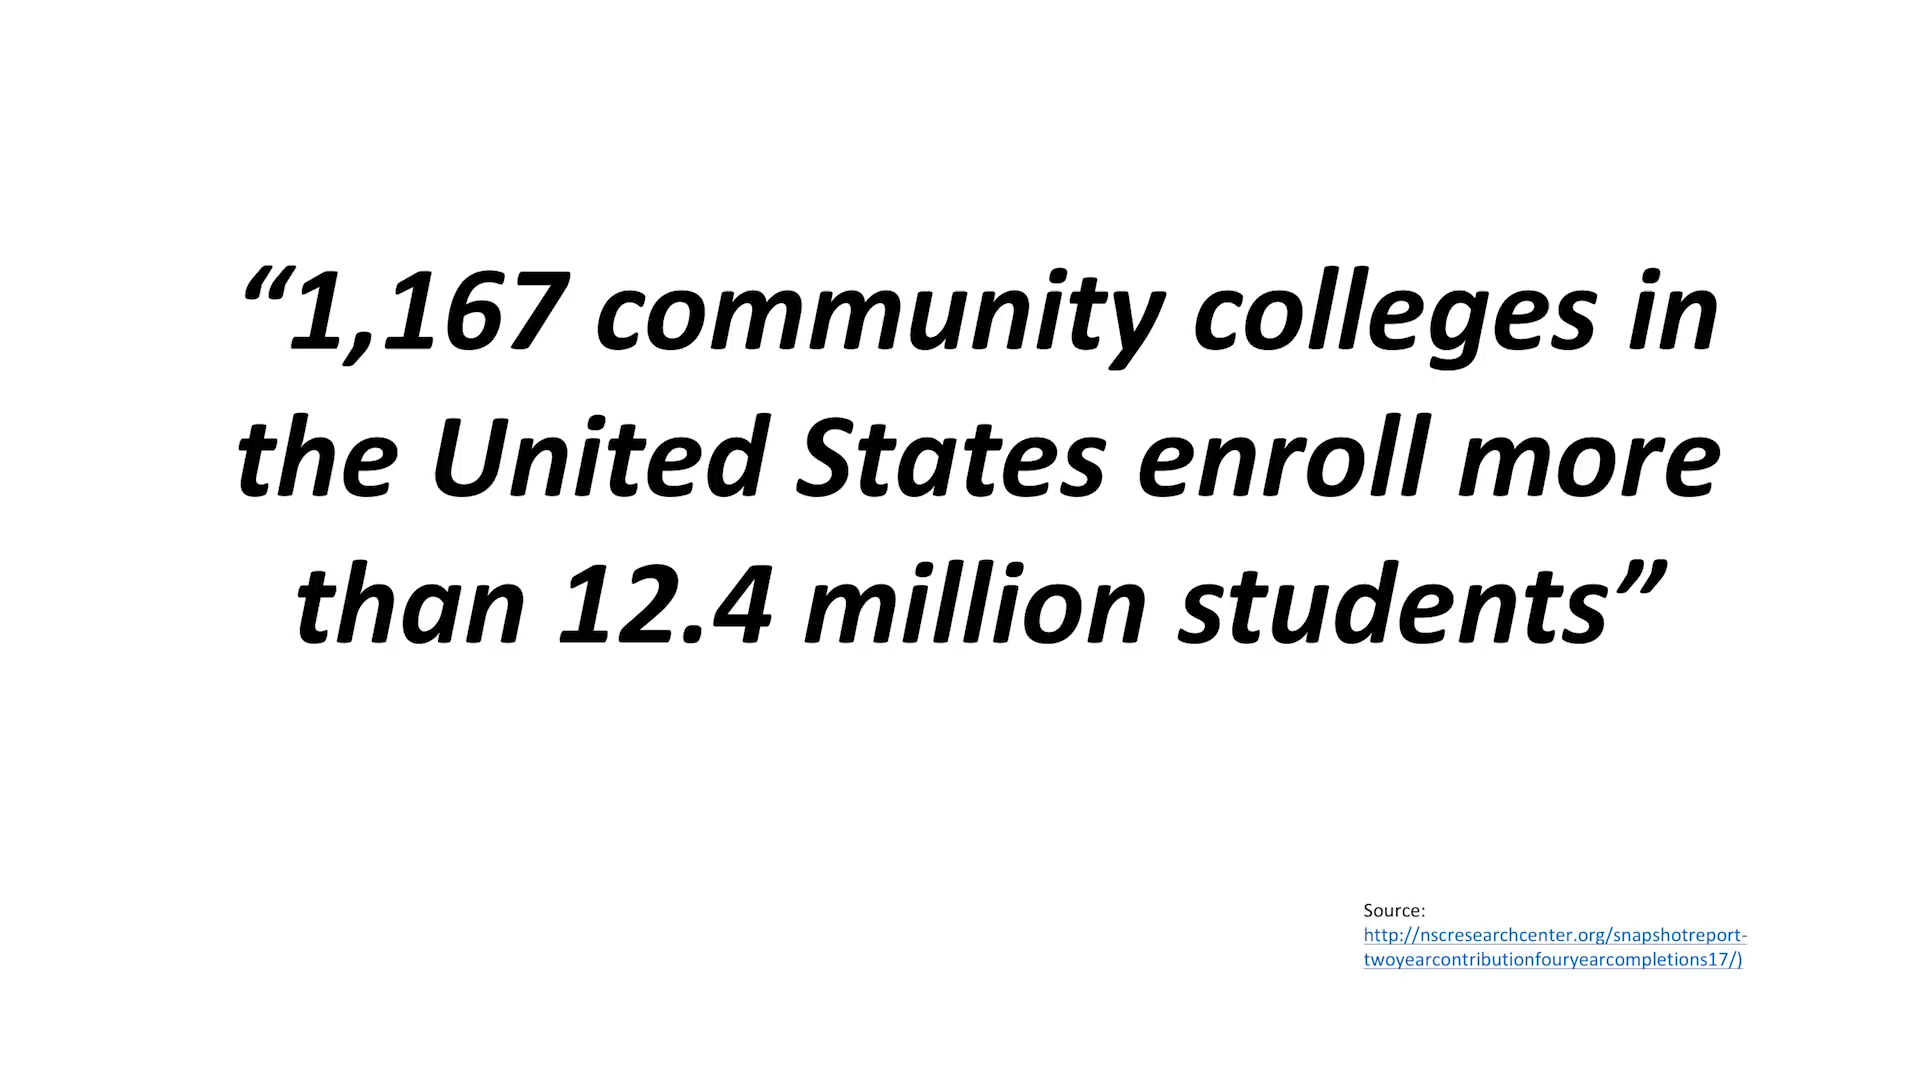 “1,167 community colleges in
the United States enroll more
than 12.4 million students”
Source:
http://nscresearchcenter.org/snapshotreport-
twoyearcontributionfouryearcompletions17/)